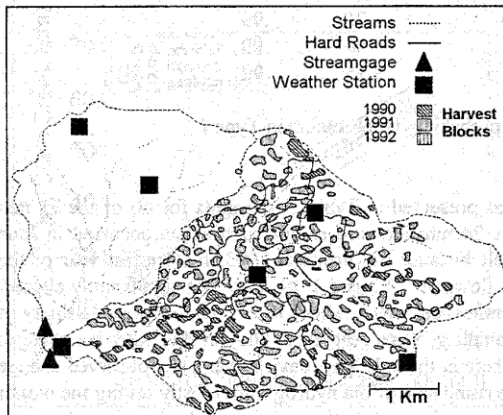 Streams
Hard Roads
Streamgage
Weather Station
1990
1991
1992
Harvest
Blocks
1 Km